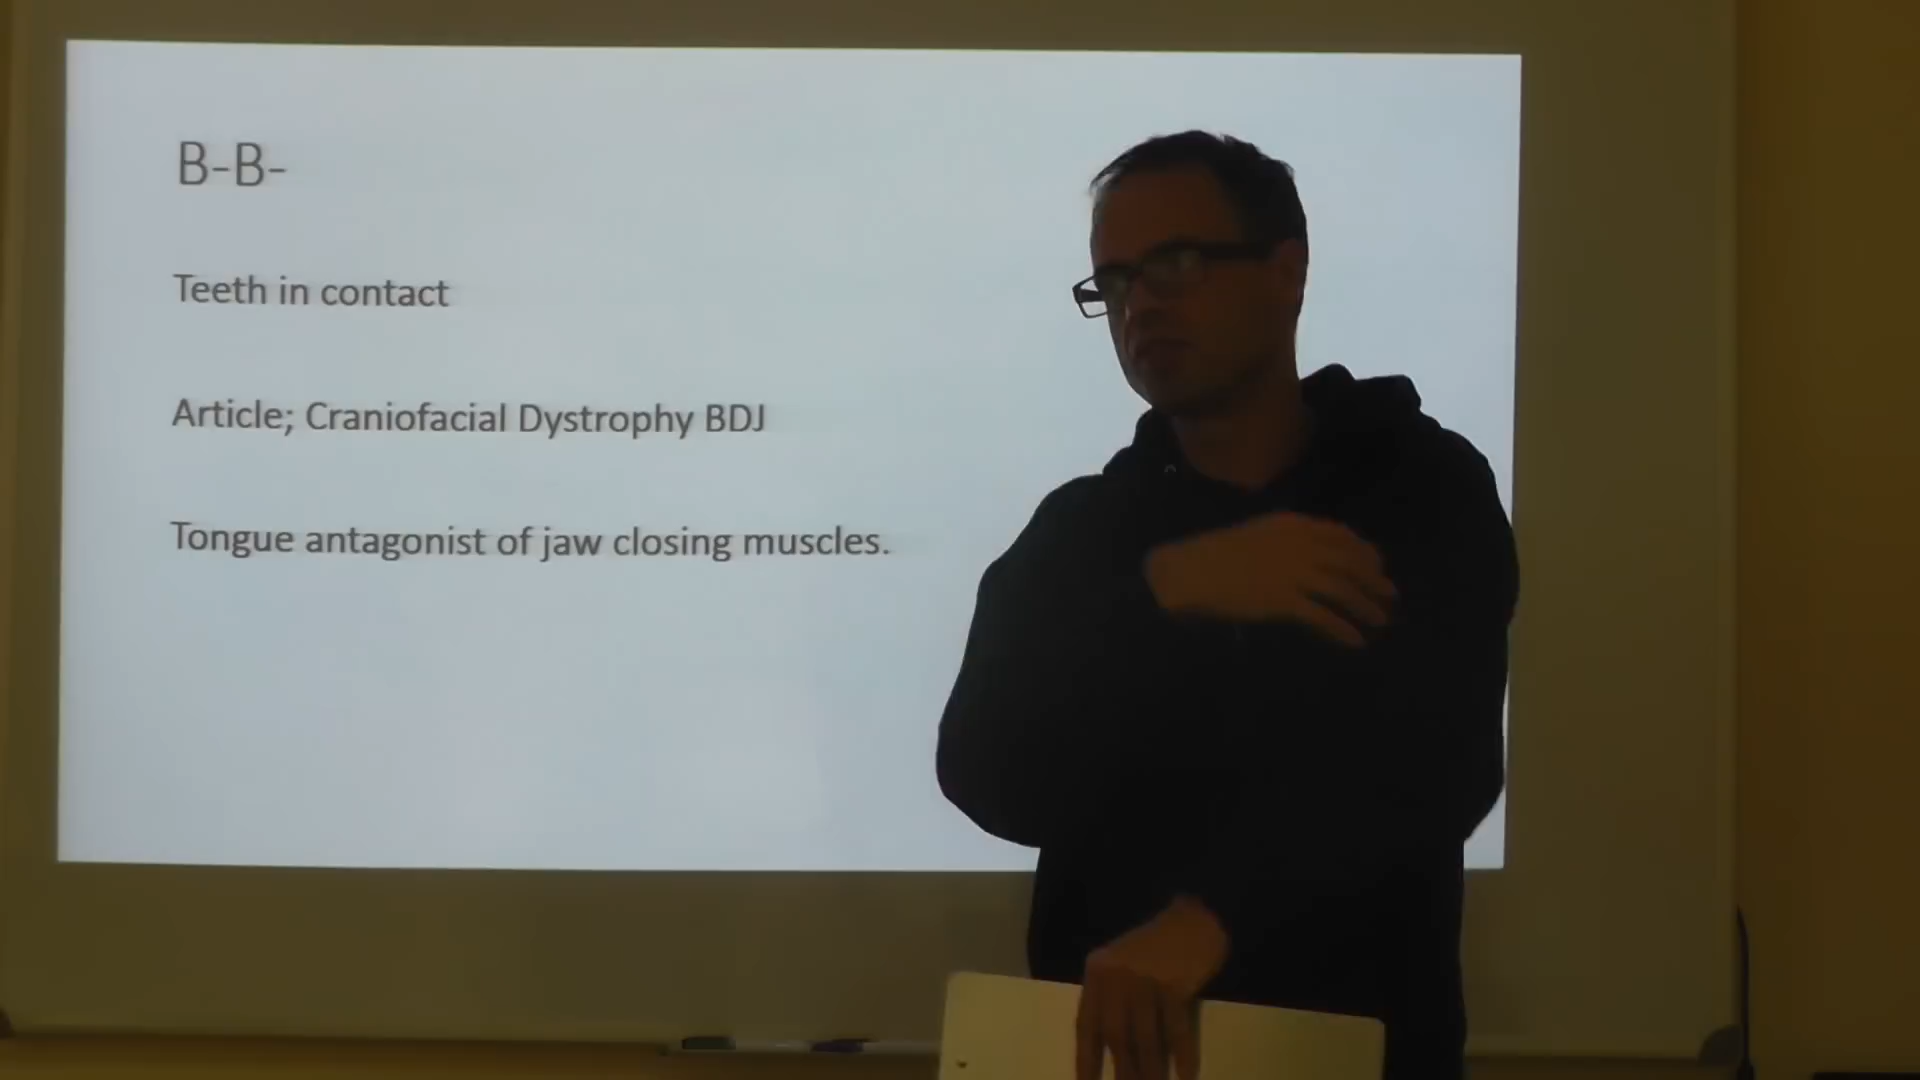 B-B-
Teeth in contact
Article; Craniofacial Dystrophy BDJ
Tongue antagonist of jaw closing muscles.